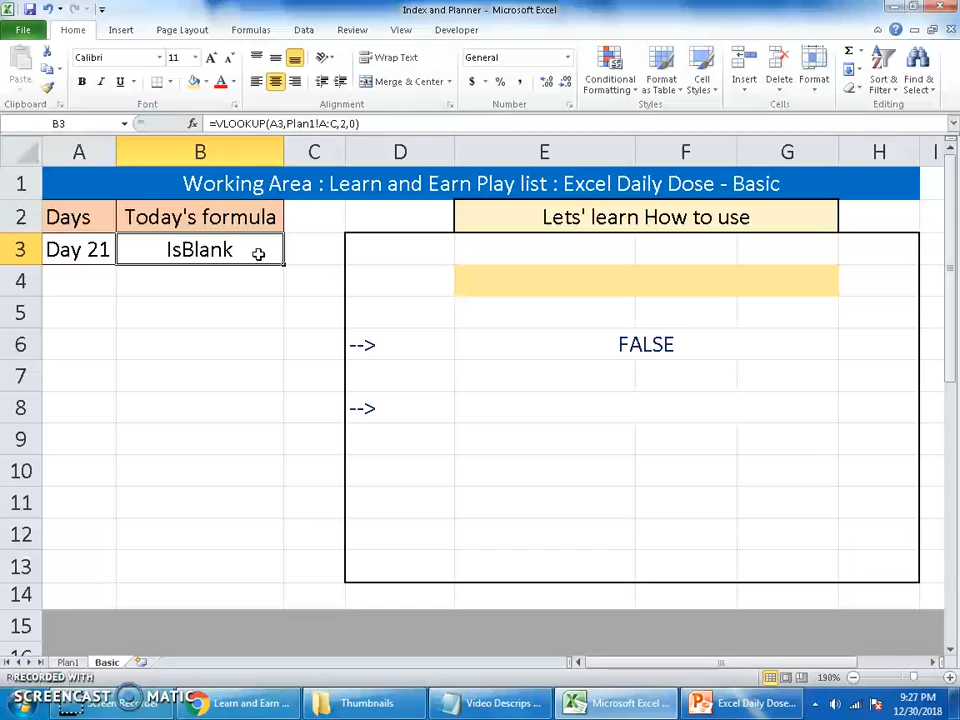 Index and Planner - Microsoft Excel
File Home Insert Page Layout Formulas Data Review View Developer
Calibri 11 Wrap Text General
Paste B I U Merge & Center $ % , Conditional Formatting Format as Table Cell Styles Insert Delete Format Σ Sort & Filter Find & Select
Clipboard Font Alignment Number Styles Cells Editing
B3 fx =VLOOKUP(A3,Plan1!A:C,2,0)
A B C D E F G H I
1 Working Area : Learn and Earn Play list : Excel Daily Dose - Basic
2 Days Today's formula Lets' learn How to use
3 Day 21 IsBlank
4
5
6 --> FALSE
7
8 -->
9
10
11
12
13
14
15
16
Plan1 Basic
RECORDED WITH 190%
SCREENCAST MATIC
Learn and Earn ... Thumbnails Video Descrips ... Microsoft Excel ... Excel Daily Dose...
9:27 PM
12/30/2018